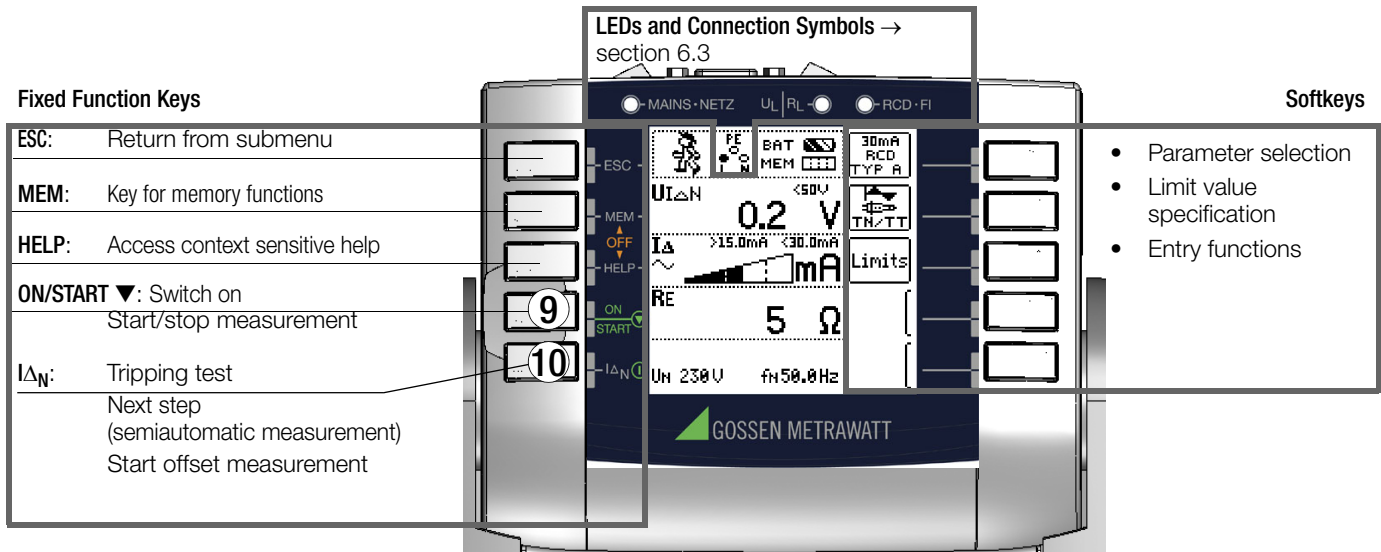 LEDs and Connection Symbols →
section 6.3
Fixed Function Keys
ESC: Return from submenu
MEM: Key for memory functions
HELP: Access context sensitive help
ON/START ▼: Switch on
Start/stop measurement
IΔN: Tripping test
Next step
(semiautomatic measurement)
Start offset measurement
9
10
MAINS•NETZ
UL RL
RCD•FI
ESC
MEM
OFF
HELP
ON
START
IΔN
PE
L N
BAT
MEM
UIΔN <50V
0.2 V
IΔ >15.0mA <30.0mA
~ mA
RE
5 Ω
UN 230V fN50.0Hz
30mA
RCD
TYP A
TN/TT
Limits
GOSSEN METRAWATT
Softkeys
• Parameter selection
• Limit value
specification
• Entry functions